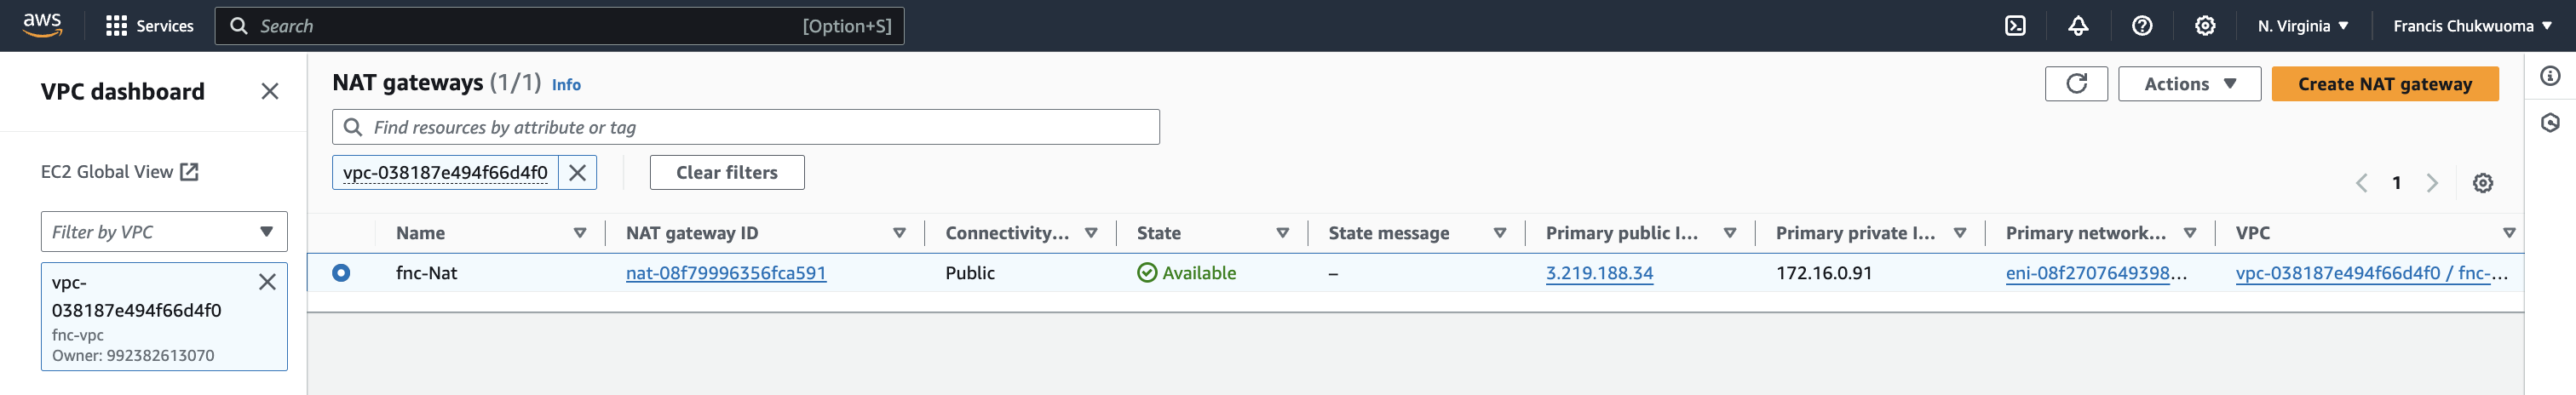 aws Services Search [Option+S] N. Virginia Francis Chukwuoma
VPC dashboard
EC2 Global View
Filter by VPC
vpc-
038187e494f66d4f0
fnc-vpc
Owner: 992382613070
NAT gateways (1/1) Info
Actions Create NAT gateway
Find resources by attribute or tag
vpc-038187e494f66d4f0 Clear filters
1
Name NAT gateway ID Connectivity... State State message Primary public I... Primary private I... Primary network... VPC
fnc-Nat nat-08f79996356fca591 Public Available – 3.219.188.34 172.16.0.91 eni-08f2707649398... vpc-038187e494f66d4f0 / fnc-...